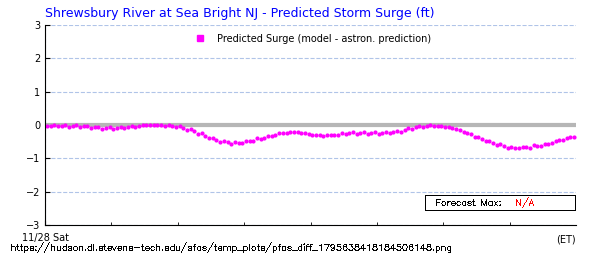 Shrewsbury River at Sea Bright NJ - Predicted Storm Surge (ft)
3
Predicted Surge (model - astron. prediction)
2
1
0
−1
−2
Forecast Max: N/A
−3
11/28 Sat
(ET)
https://hudson.dl.stevens-tech.edu/sfas/temp_plots/pfas_diff_1795638418184506148.png